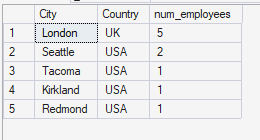 City Country num_employees
1 London UK 5
2 Seattle USA 2
3 Tacoma USA 1
4 Kirkland USA 1
5 Redmond USA 1